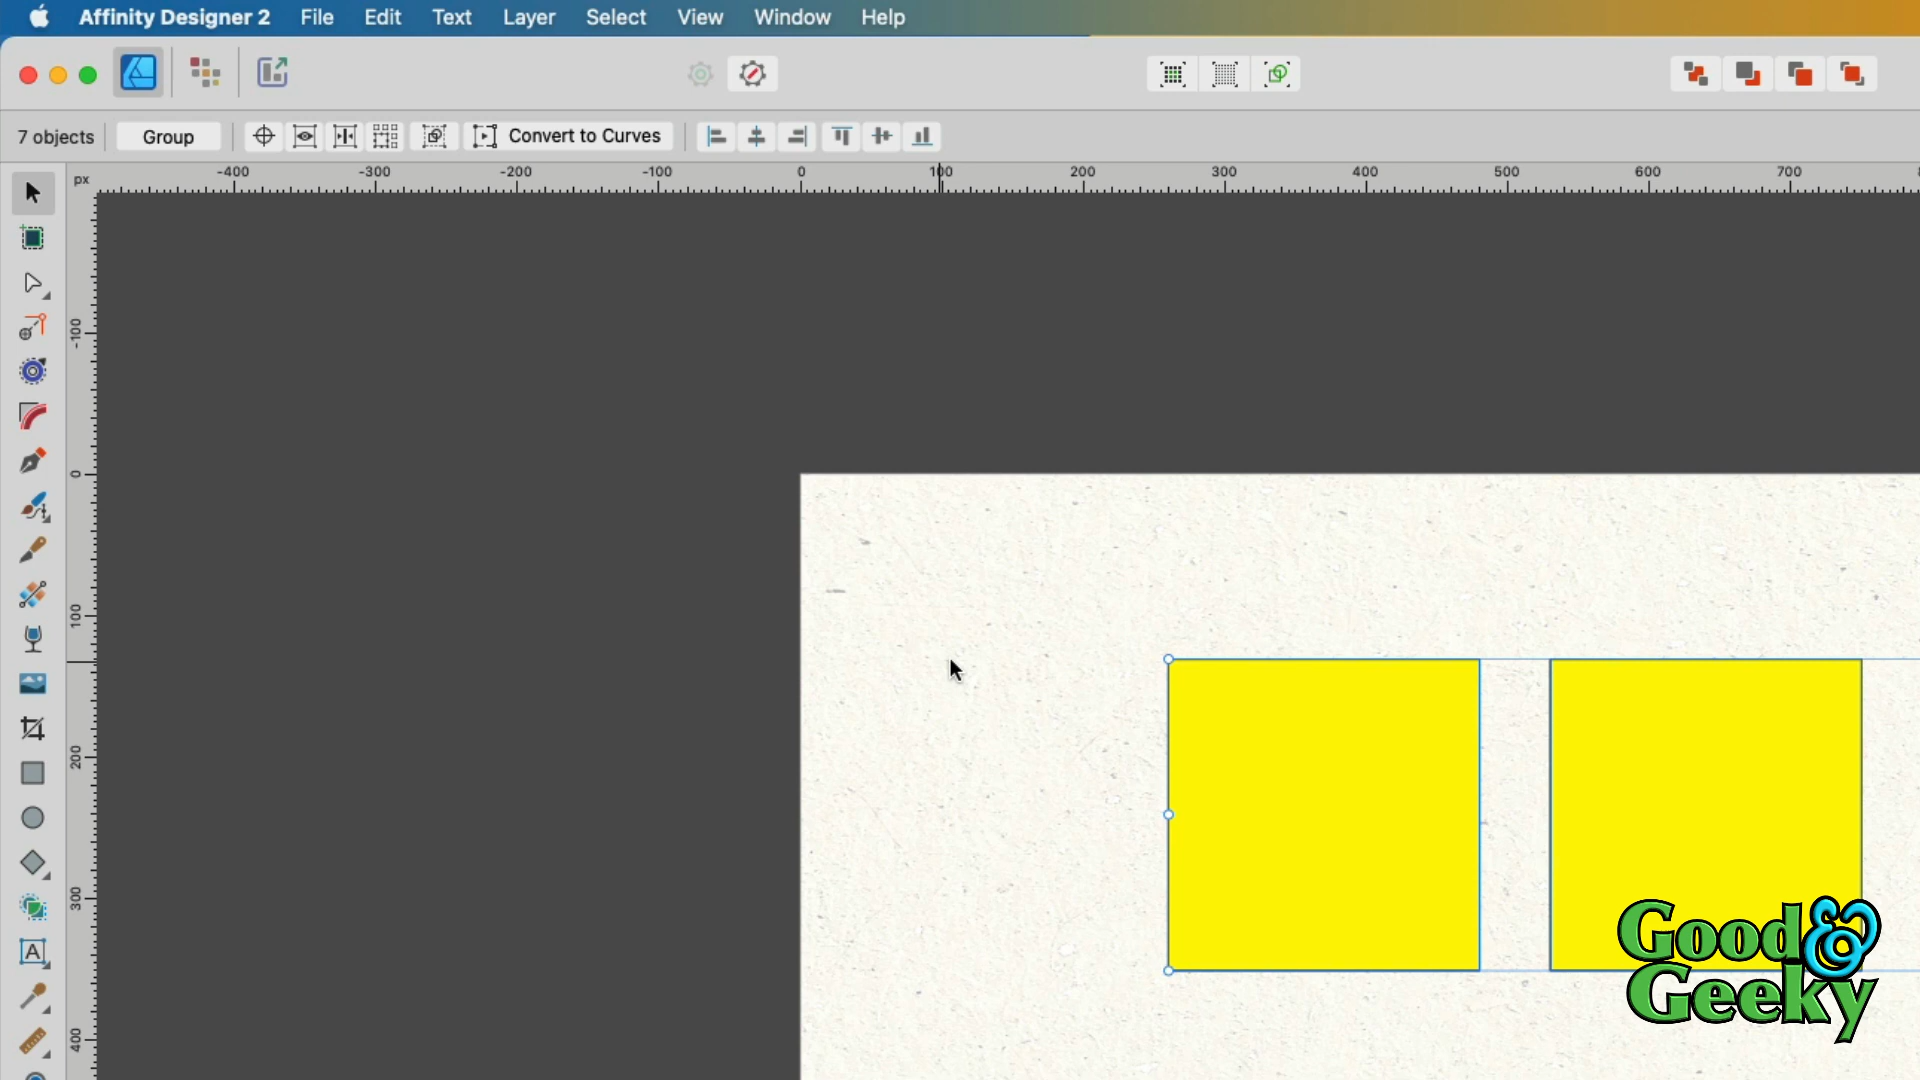 Affinity Designer 2 File Edit Text Layer Select View Window Help
7 objects Group Convert to Curves
px -400 -300 -200 -100 0 100 200 300 400 500 600 700
-100
0
100
200
300
400
A
Good &
Geeky